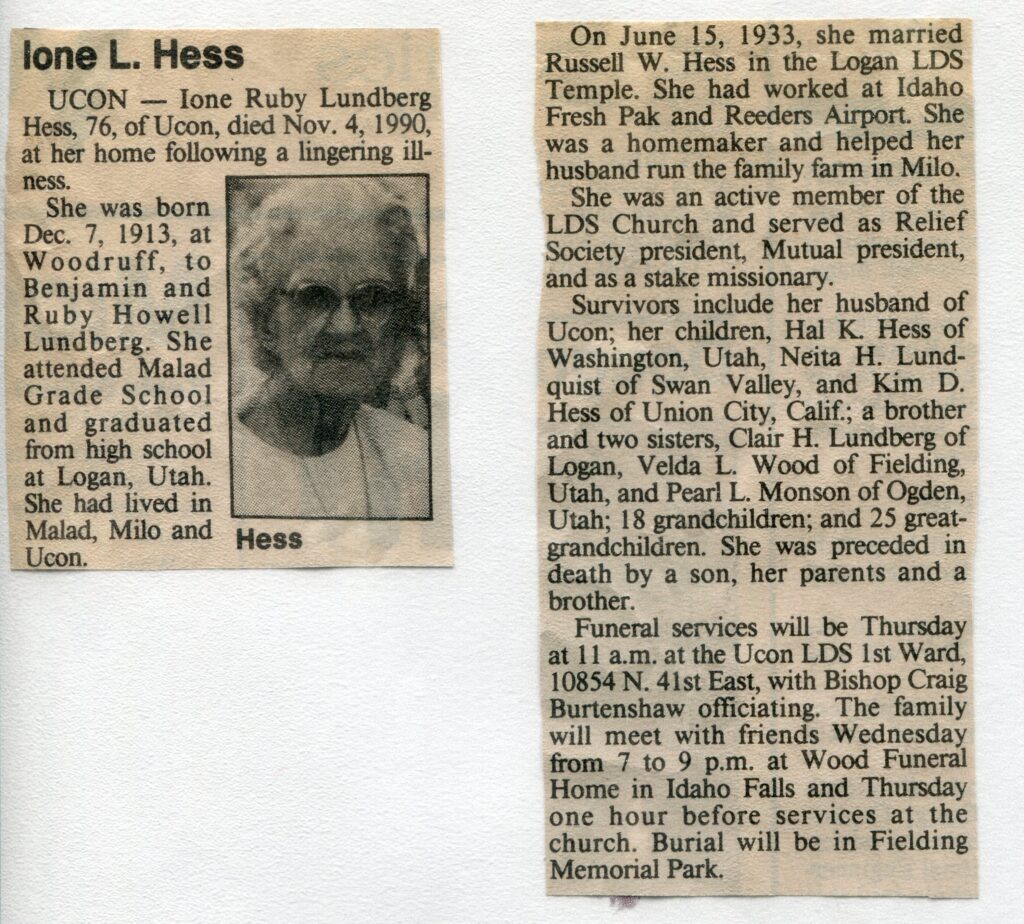 Ione L. Hess
UCON — Ione Ruby Lundberg
Hess, 76, of Ucon, died Nov. 4, 1990,
at her home following a lingering ill-
ness.
She was born
Dec. 7, 1913, at
Woodruff, to
Benjamin and
Ruby Howell
Lundberg. She
attended Malad
Grade School
and graduated
from high school
at Logan, Utah.
She had lived in
Malad, Milo and
Ucon.
Hess
On June 15, 1933, she married
Russell W. Hess in the Logan LDS
Temple. She had worked at Idaho
Fresh Pak and Reeders Airport. She
was a homemaker and helped her
husband run the family farm in Milo.
She was an active member of the
LDS Church and served as Relief
Society president, Mutual president,
and as a stake missionary.
Survivors include her husband of
Ucon; her children, Hal K. Hess of
Washington, Utah, Neita H. Lund-
quist of Swan Valley, and Kim D.
Hess of Union City, Calif.; a brother
and two sisters, Clair H. Lundberg of
Logan, Velda L. Wood of Fielding,
Utah, and Pearl L. Monson of Ogden,
Utah; 18 grandchildren; and 25 great-
grandchildren. She was preceded in
death by a son, her parents and a
brother.
Funeral services will be Thursday
at 11 a.m. at the Ucon LDS 1st Ward,
10854 N. 41st East, with Bishop Craig
Burtenshaw officiating. The family
will meet with friends Wednesday
from 7 to 9 p.m. at Wood Funeral
Home in Idaho Falls and Thursday
one hour before services at the
church. Burial will be in Fielding
Memorial Park.